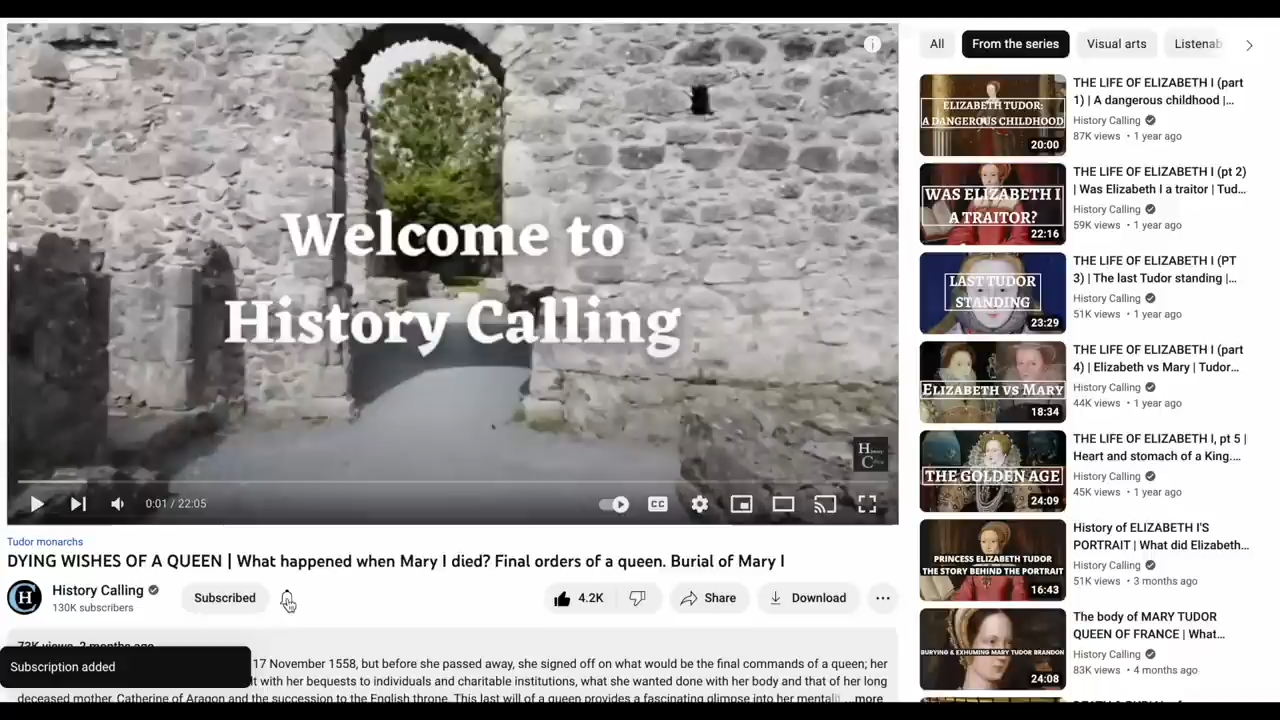 Welcome to
History Calling
H
C
0:01 / 22:05
CC
Tudor monarchs
DYING WISHES OF A QUEEN | What happened when Mary I died? Final orders of a queen. Burial of Mary I
H
History Calling
130K subscribers
Subscribed
4.2K
Share
Download
73K views 2 months ago
Subscription added
17 November 1558, but before she passed away, she signed off on what would be the final commands of a queen; her
t with her bequests to individuals and charitable institutions, what she wanted done with her body and that of her long
deceased mother, Catherine of Aragon and the succession to the English throne. This last will of a queen provides a fascinating glimpse into her mentali ...more
All
From the series
Visual arts
Listenab
ELIZABETH TUDOR:
A DANGEROUS CHILDHOOD
20:00
THE LIFE OF ELIZABETH I (part
1) | A dangerous childhood |...
History Calling
87K views • 1 year ago
WAS ELIZABETH I
A TRAITOR?
22:16
THE LIFE OF ELIZABETH I (pt 2)
| Was Elizabeth I a traitor | Tud...
History Calling
59K views • 1 year ago
LAST TUDOR
STANDING
23:29
THE LIFE OF ELIZABETH I (PT
3) | The last Tudor standing |...
History Calling
51K views • 1 year ago
ELIZABETH VS MARY
18:34
THE LIFE OF ELIZABETH I (part
4) | Elizabeth vs Mary | Tudor...
History Calling
44K views • 1 year ago
THE GOLDEN AGE
24:09
THE LIFE OF ELIZABETH I, pt 5 |
Heart and stomach of a King....
History Calling
45K views • 1 year ago
PRINCESS ELIZABETH TUDOR
THE STORY BEHIND THE PORTRAIT
16:43
History of ELIZABETH I'S
PORTRAIT | What did Elizabeth...
History Calling
51K views • 3 months ago
BURYING & EXHUMING MARY TUDOR BRANDON
24:08
The body of MARY TUDOR
QUEEN OF FRANCE | What...
History Calling
83K views • 4 months ago